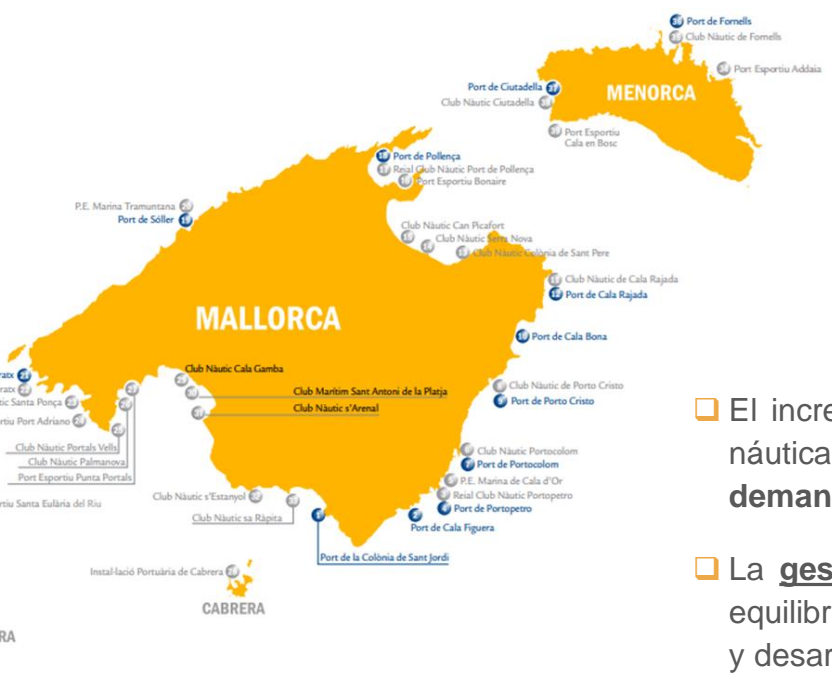 Port de Fornells
Club Nàutic de Fornells
Port Esportiu Addaia
Port de Ciutadella
MENORCA
Club Nàutic Ciutadella
Port Esportiu
Cala en Bosc
Port de Pollença
Reial Club Nàutic Port de Pollença
Port Esportiu Bonaire
P.E. Marina Tramuntana
Port de Sóller
Club Nàutic Can Picafort
Club Nàutic Serra Nova
Club Nàutic Colònia de Sant Pere
Club Nàutic de Cala Rajada
Port de Cala Rajada
MALLORCA
Port de Cala Bona
Club Nàutic Cala Gamba
Club Marítim Sant Antoni de la Platja
Club Nàutic s'Arenal
Club Nàutic de Porto Cristo
Port de Porto Cristo
Santa Ponça
Port Adriano
Club Nàutic Portals Vells
Club Nàutic Palmanova
Port Esportiu Punta Portals
Santa Eulària del Riu
Club Nàutic s'Estanyol
Club Nàutic sa Ràpita
Club Nàutic Portocolom
Port de Portocolom
P.E. Marina de Cala d'Or
Reial Club Nàutic Portopetro
Port de Portopetro
Port de Cala Figuera
Port de la Colònia de Sant Jordi
Instal·lació Portuària de Cabrera
CABRERA
El incre
náutica
deman
La ges
equilibr
y desar